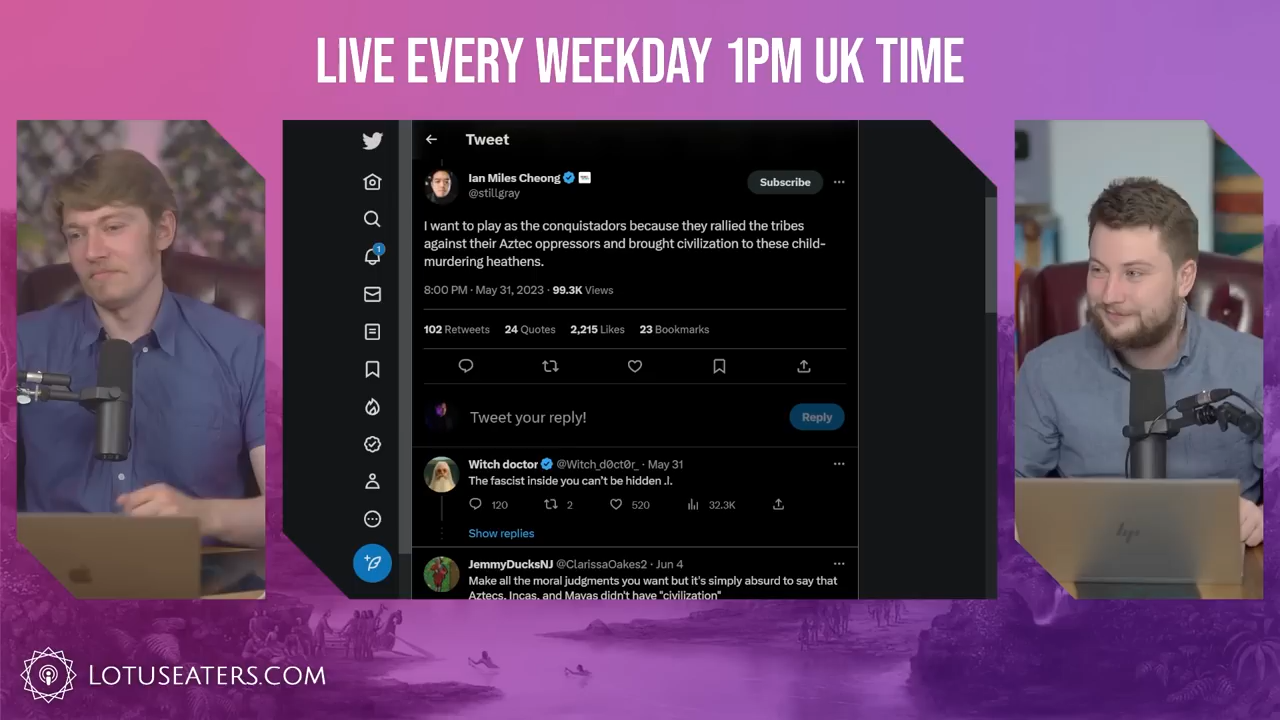 LIVE EVERY WEEKDAY 1PM UK TIME
Tweet
Ian Miles Cheong
@stillgray
Subscribe
I want to play as the conquistadors because they rallied the tribes
against their Aztec oppressors and brought civilization to these child-
murdering heathens.
8:00 PM · May 31, 2023 · 99.3K Views
102 Retweets 24 Quotes 2,215 Likes 23 Bookmarks
Tweet your reply!
Reply
Witch doctor @Witch_d0ct0r_ · May 31
The fascist inside you can't be hidden .I.
120 2 520 32.3K
Show replies
JemmyDucksNJ @ClarissaOakes2 · Jun 4
Make all the moral judgments you want but it's simply absurd to say that
Aztecs, Incas, and Mayas didn't have "civilization"
1
hp
LOTUSEATERS.COM